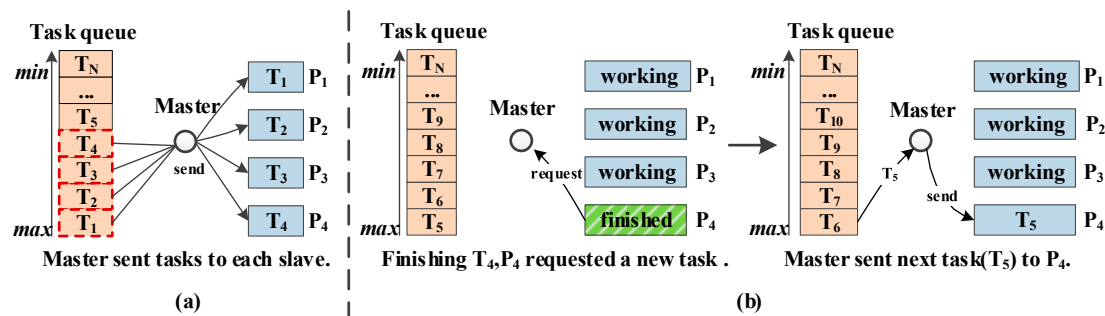 Task queue
min
T_N
...
T_5
T_4
T_3
T_2
T_1
max
Master
send
T_1 P_1
T_2 P_2
T_3 P_3
T_4 P_4
Master sent tasks to each slave.
(a)
Task queue
min
T_N
...
T_9
T_8
T_7
T_6
T_5
max
Master
request
working P_1
working P_2
working P_3
finished P_4
Finishing T_4,P_4 requested a new task .
Task queue
min
T_N
...
T_10
T_9
T_8
T_7
T_6
max
Master
T_5
send
working P_1
working P_2
working P_3
T_5 P_4
Master sent next task(T_5) to P_4.
(b)